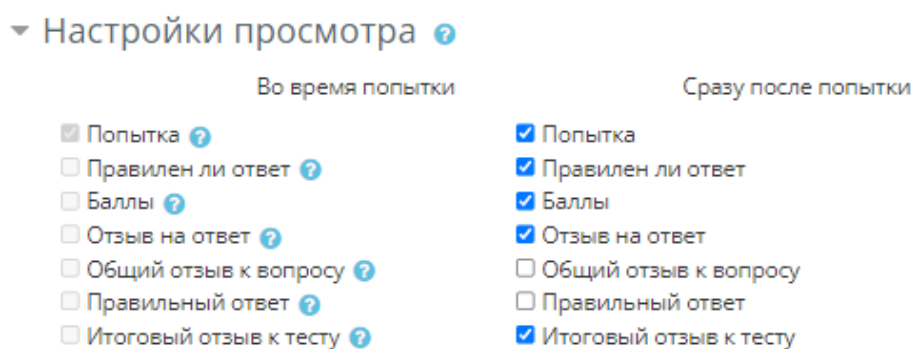 Настройки просмотра
Во время попытки Сразу после попытки
Попытка Попытка
Правилен ли ответ Правилен ли ответ
Баллы Баллы
Отзыв на ответ Отзыв на ответ
Общий отзыв к вопросу Общий отзыв к вопросу
Правильный ответ Правильный ответ
Итоговый отзыв к тесту Итоговый отзыв к тесту